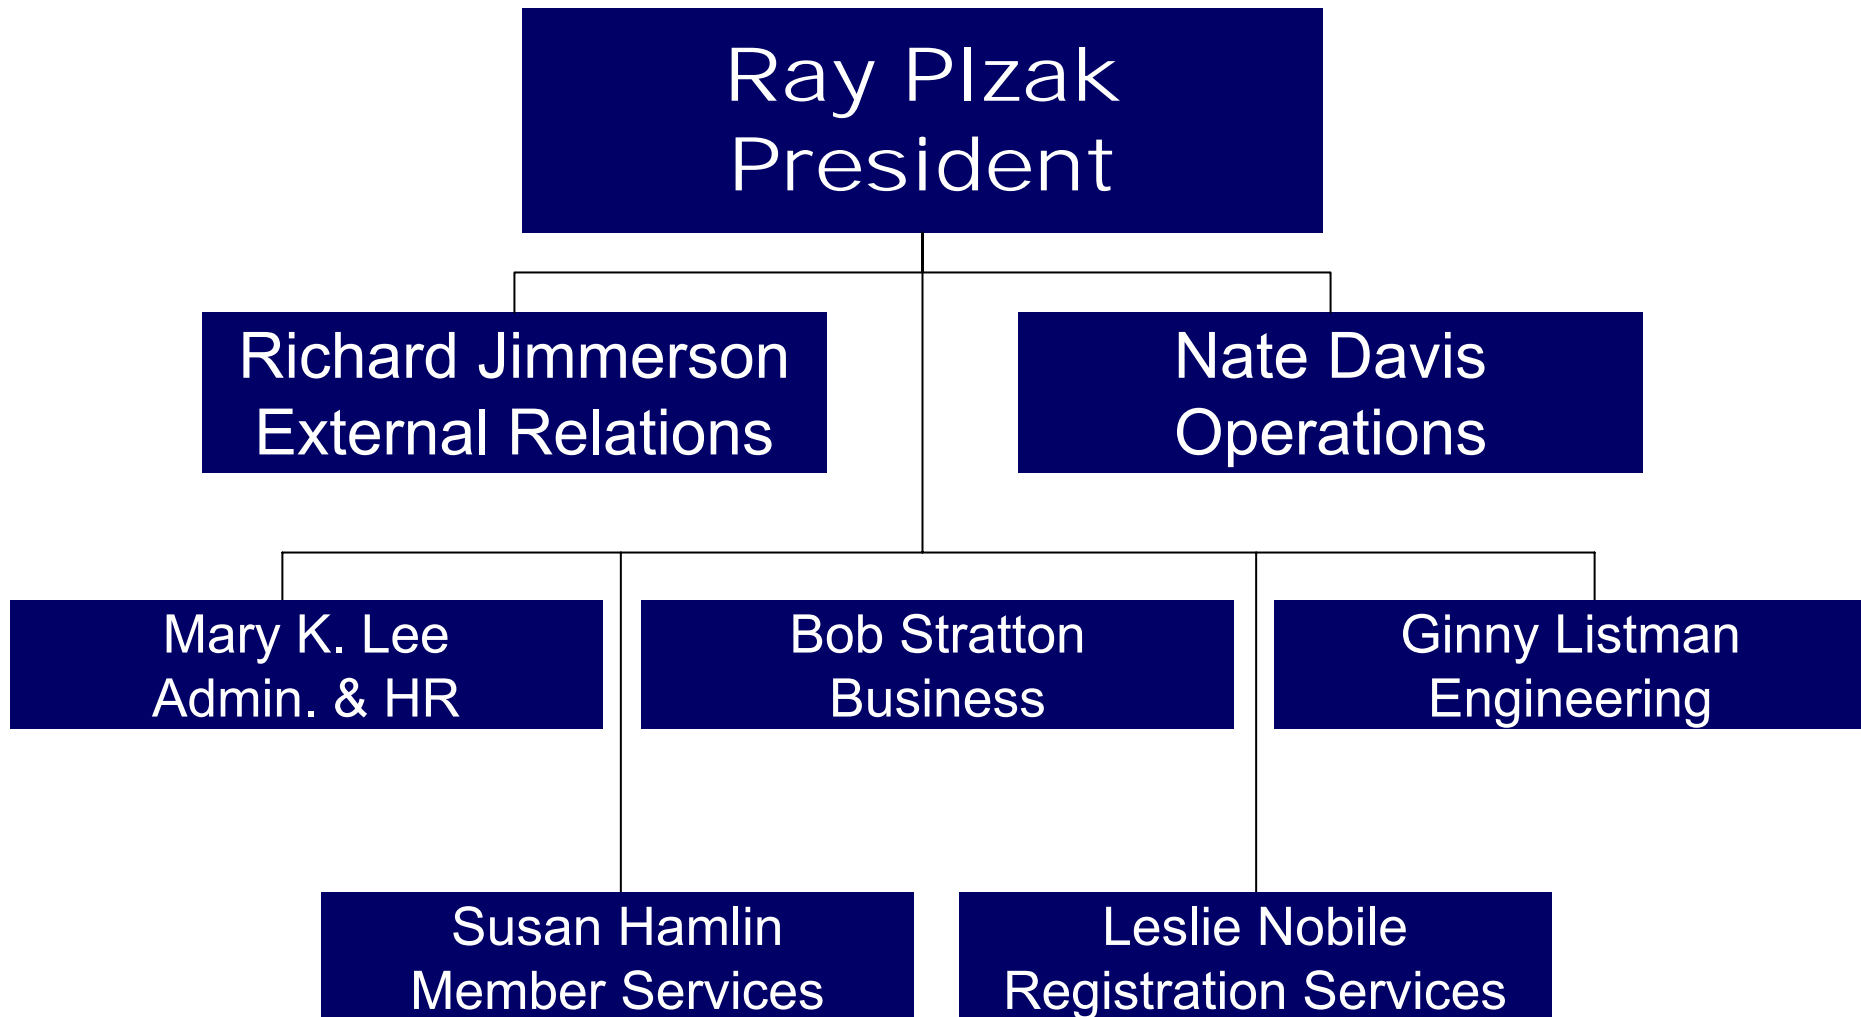 Ray Plzak
President
Richard Jimmerson
External Relations
Nate Davis
Operations
Mary K. Lee
Admin. & HR
Bob Stratton
Business
Ginny Listman
Engineering
Susan Hamlin
Member Services
Leslie Nobile
Registration Services